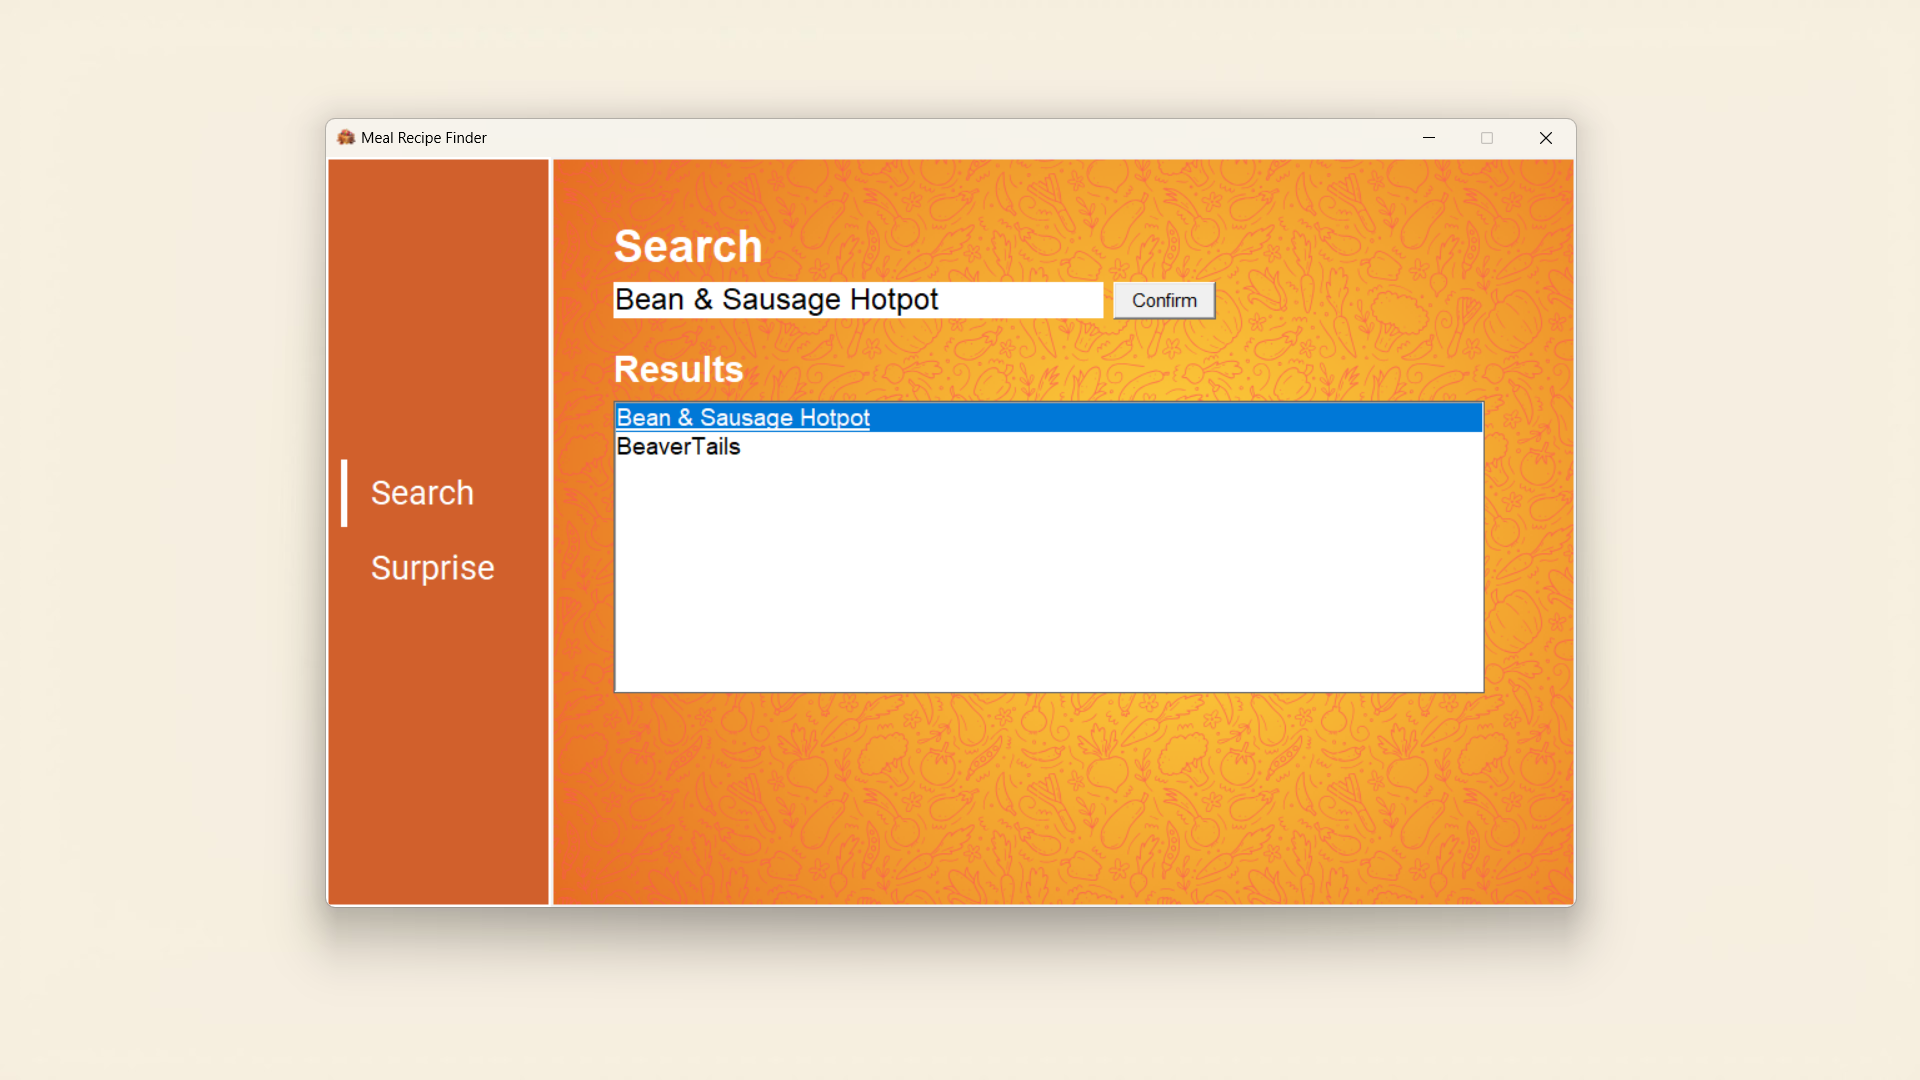 Meal Recipe Finder
Search
Bean & Sausage Hotpot
Confirm
Results
Bean & Sausage Hotpot
BeaverTails
Search
Surprise